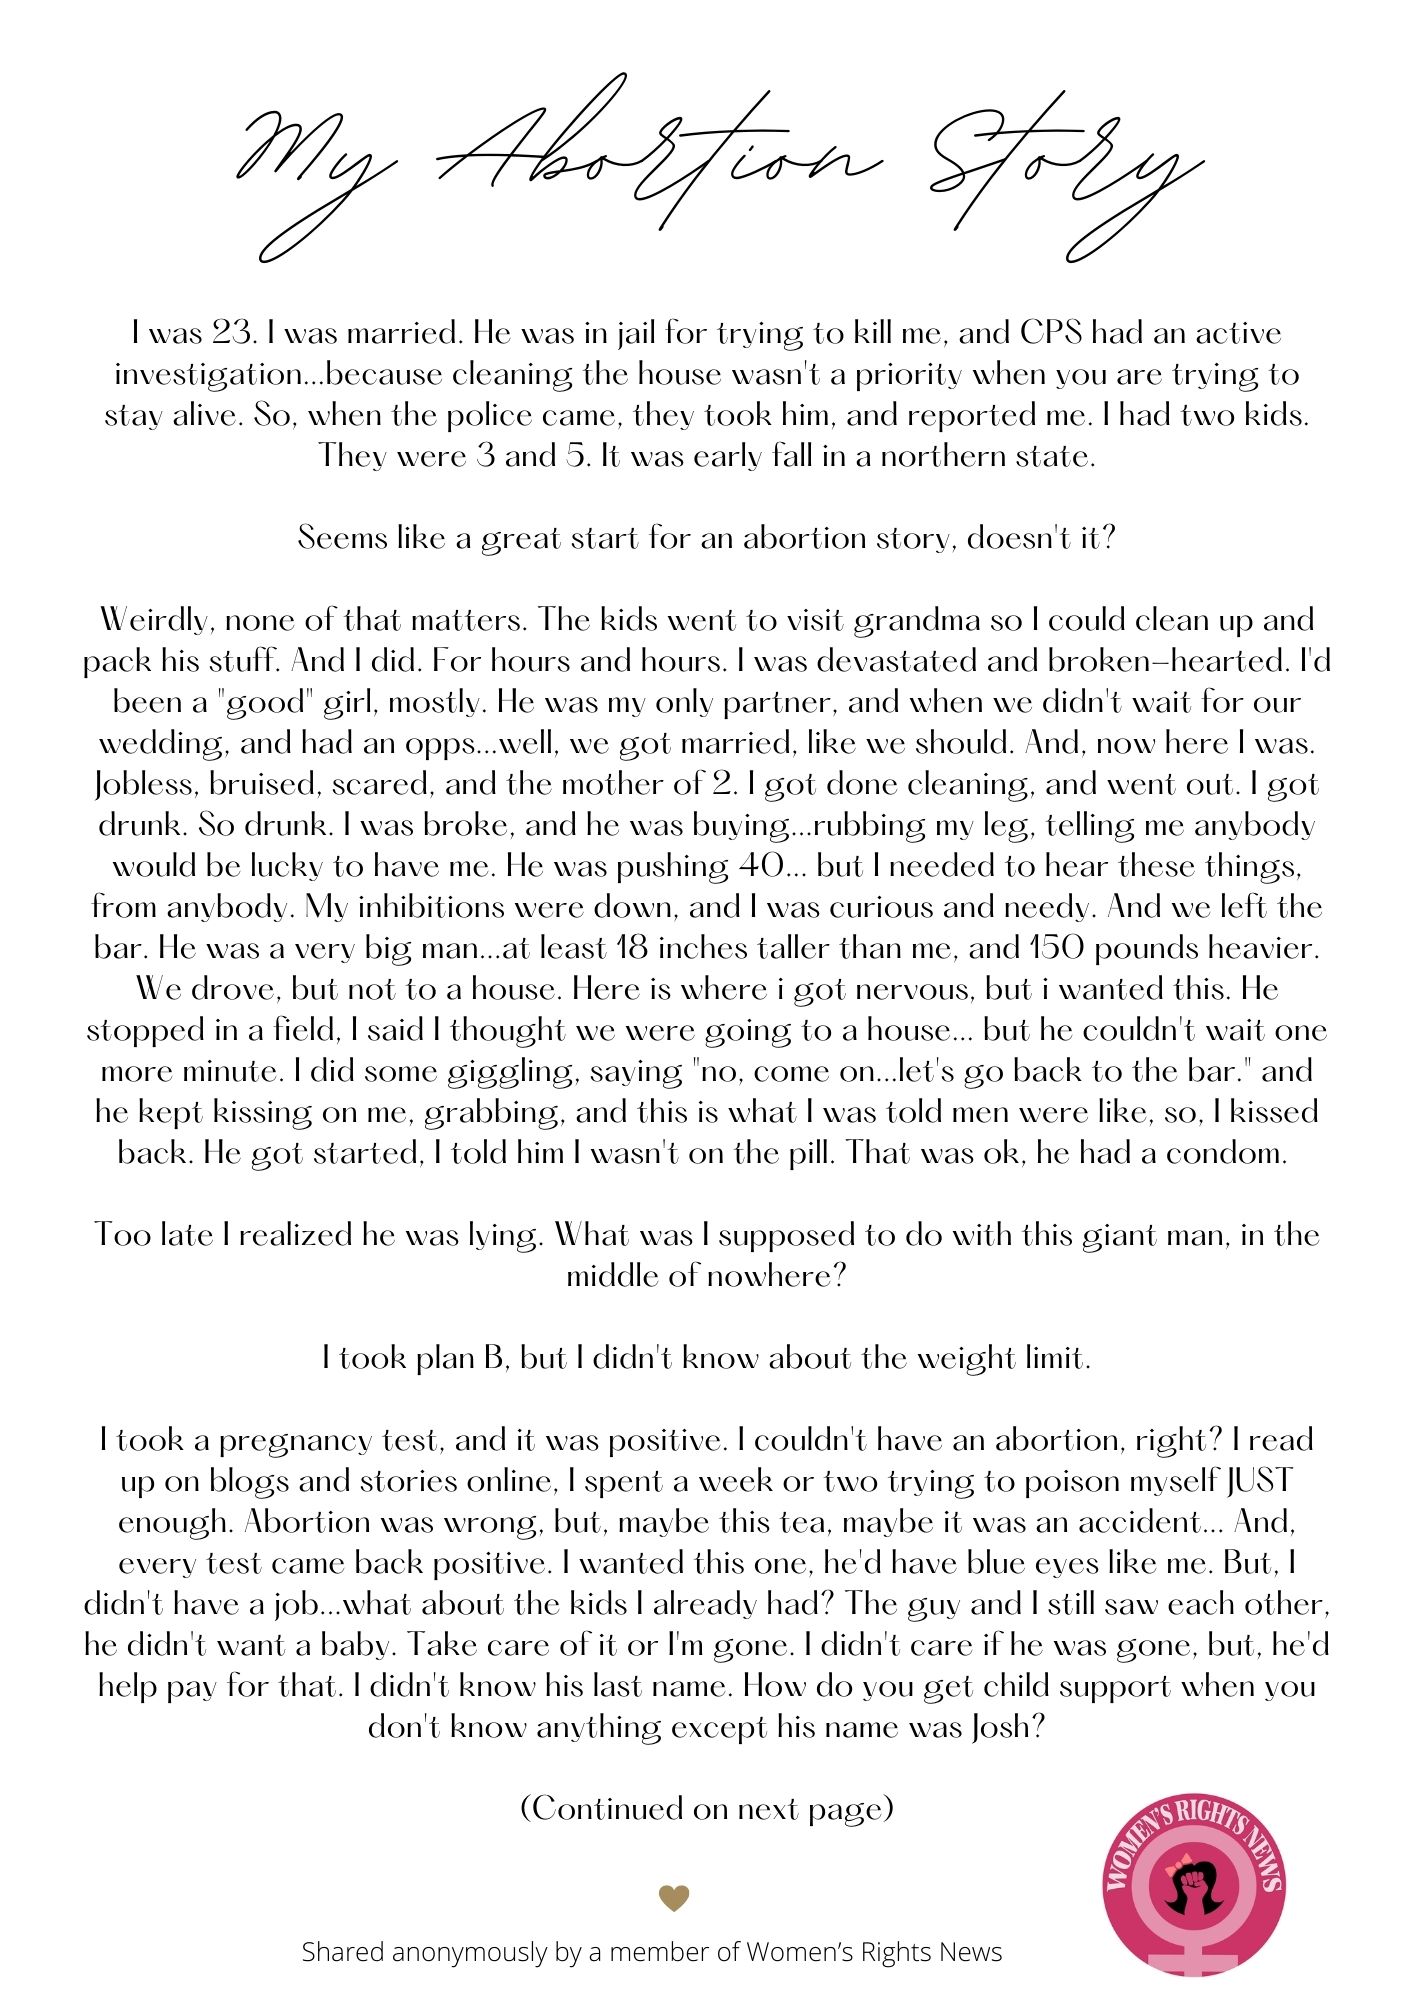 My Abortion Story
I was 23. I was married. He was in jail for trying to kill me, and CPS had an active
investigation...because cleaning the house wasn't a priority when you are trying to
stay alive. So, when the police came, they took him, and reported me. I had two kids.
They were 3 and 5. It was early fall in a northern state.
Seems like a great start for an abortion story, doesn't it?
Weirdly, none of that matters. The kids went to visit grandma so I could clean up and
pack his stuff. And I did. For hours and hours. I was devastated and broken-hearted. I'd
been a "good" girl, mostly. He was my only partner, and when we didn't wait for our
wedding, and had an opps...well, we got married, like we should. And, now here I was.
Jobless, bruised, scared, and the mother of 2. I got done cleaning, and went out. I got
drunk. So drunk. I was broke, and he was buying...rubbing my leg, telling me anybody
would be lucky to have me. He was pushing 40... but I needed to hear these things,
from anybody. My inhibitions were down, and I was curious and needy. And we left the
bar. He was a very big man...at least 18 inches taller than me, and 150 pounds heavier.
We drove, but not to a house. Here is where i got nervous, but i wanted this. He
stopped in a field, I said I thought we were going to a house... but he couldn't wait one
more minute. I did some giggling, saying "no, come on...let's go back to the bar." and
he kept kissing on me, grabbing, and this is what I was told men were like, so, I kissed
back. He got started, I told him I wasn't on the pill. That was ok, he had a condom.
Too late I realized he was lying. What was I supposed to do with this giant man, in the
middle of nowhere?
I took plan B, but I didn't know about the weight limit.
I took a pregnancy test, and it was positive. I couldn't have an abortion, right? I read
up on blogs and stories online, I spent a week or two trying to poison myself JUST
enough. Abortion was wrong, but, maybe this tea, maybe it was an accident... And,
every test came back positive. I wanted this one, he'd have blue eyes like me. But, I
didn't have a job...what about the kids I already had? The guy and I still saw each other,
he didn't want a baby. Take care of it or I'm gone. I didn't care if he was gone, but, he'd
help pay for that. I didn't know his last name. How do you get child support when you
don't know anything except his name was Josh?
(Continued on next page)
WOMEN'S RIGHTS NEWS
Shared anonymously by a member of Women's Rights News